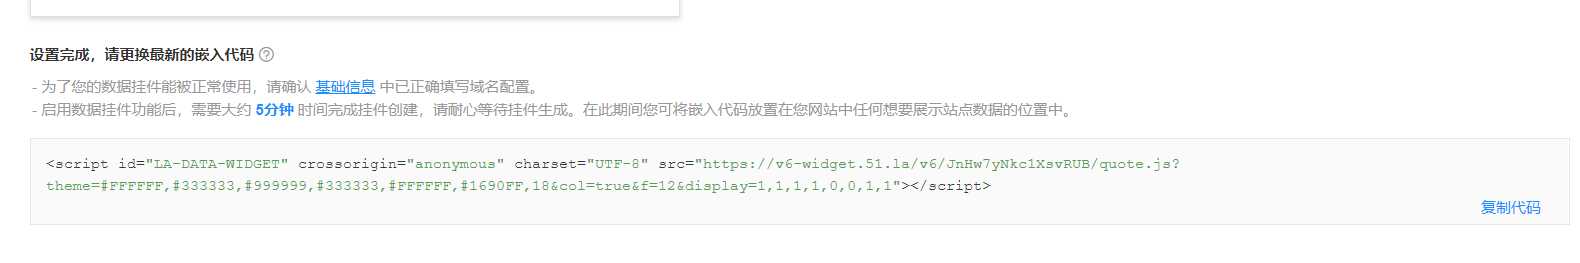 设置完成，请更换最新的嵌入代码 ?
- 为了您的数据挂件能被正常使用，请确认 基础信息 中已正确填写域名配置。
- 启用数据挂件功能后，需要大约 5分钟 时间完成挂件创建，请耐心等待挂件生成。在此期间您可将嵌入代码放置在您网站中任何想要展示站点数据的位置中。
<script id="LA-DATA-WIDGET" crossorigin="anonymous" charset="UTF-8" src="https://v6-widget.51.la/v6/JnHw7yNkc1XsvRUB/quote.js?
theme=#FFFFFF,#333333,#999999,#333333,#FFFFFF,#1690FF,18&col=true&f=12&display=1,1,1,1,0,0,1,1"></script>
复制代码